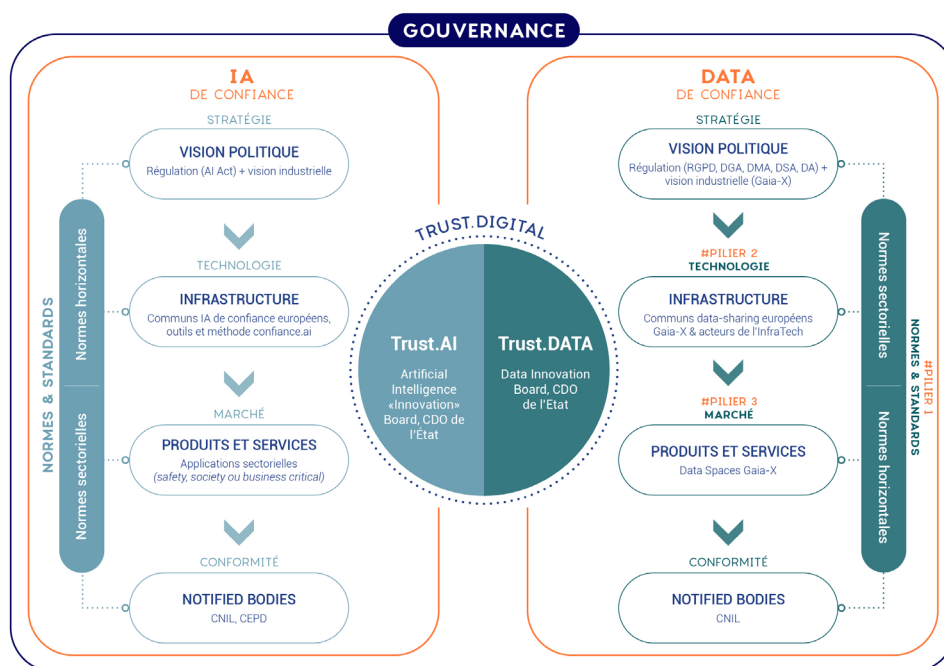 GOUVERNANCE
IA
DE CONFIANCE
STRATÉGIE
VISION POLITIQUE
Régulation (AI Act) + vision industrielle
TECHNOLOGIE
INFRASTRUCTURE
Communs IA de confiance européens,
outils et méthode confiance.ai
MARCHÉ
PRODUITS ET SERVICES
Applications sectorielles
(safety, society ou business critical)
CONFORMITÉ
NOTIFIED BODIES
CNIL, CEPD
NORMES & STANDARDS
Normes horizontales
Normes sectorielles
TRUST.DIGITAL
Trust.AI
Artificial
Intelligence
«Innovation»
Board, CDO de
l'État
Trust.DATA
Data Innovation
Board, CDO
de l'Etat
DATA
DE CONFIANCE
STRATÉGIE
VISION POLITIQUE
Régulation (RGPD, DGA, DMA, DSA, DA) +
vision industrielle (Gaia-X)
#PILIER 2
TECHNOLOGIE
INFRASTRUCTURE
Communs data-sharing européens
Gaia-X & acteurs de l'InfraTech
#PILIER 3
MARCHÉ
PRODUITS ET SERVICES
Data Spaces Gaia-X
CONFORMITÉ
NOTIFIED BODIES
CNIL
Normes sectorielles
Normes horizontales
NORMES & STANDARDS
#PILIER 1